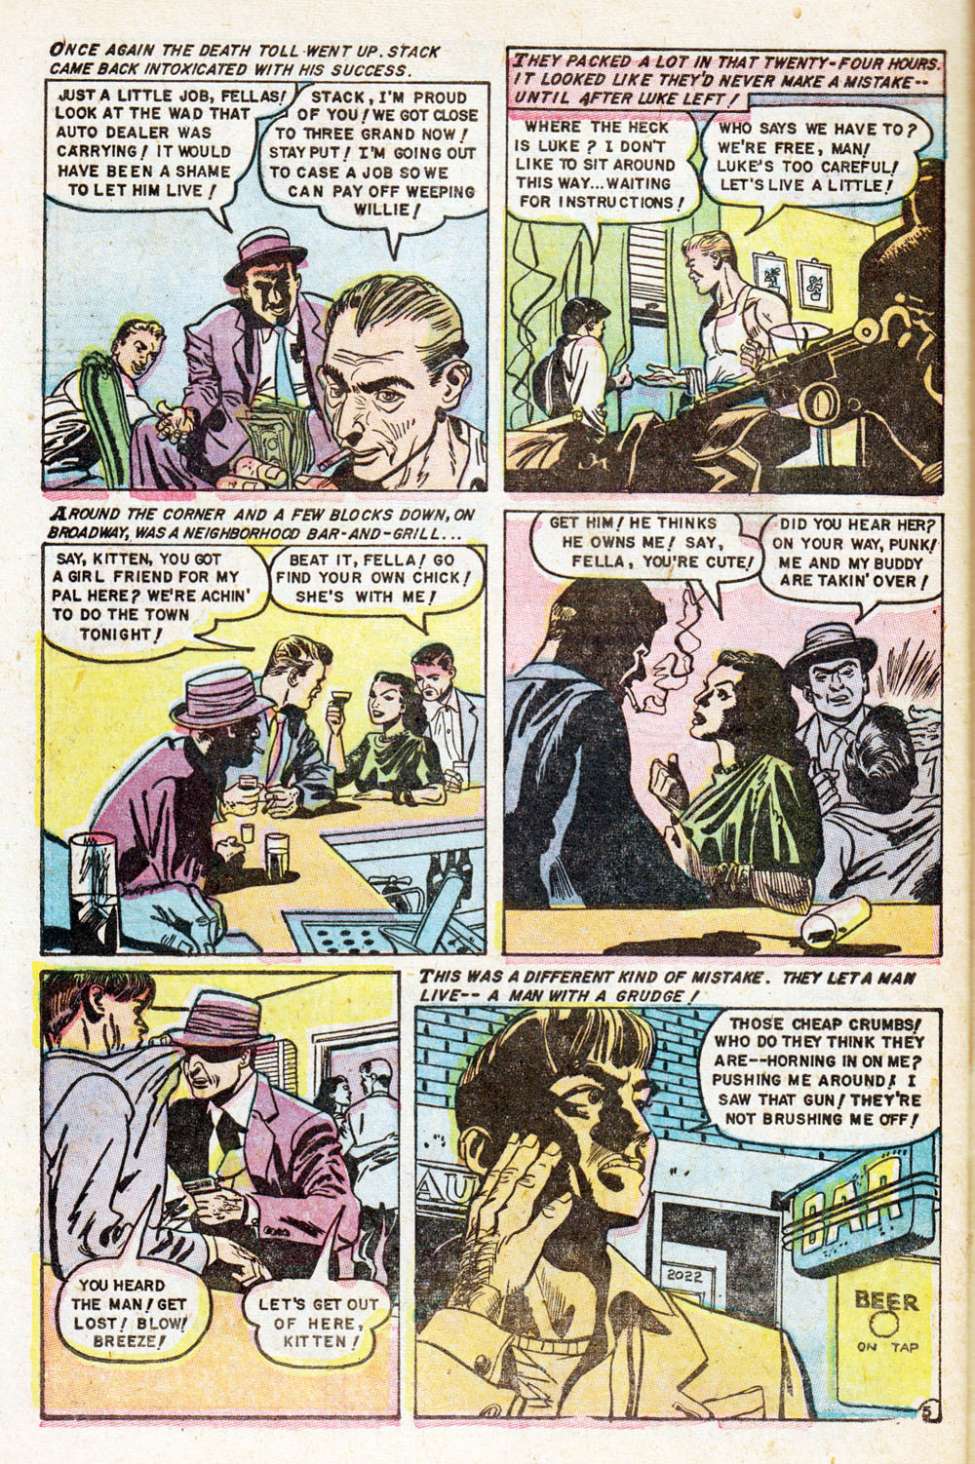 ONCE AGAIN THE DEATH TOLL WENT UP. STACK
CAME BACK INTOXICATED WITH HIS SUCCESS.
JUST A LITTLE JOB, FELLAS!
LOOK AT THE WAD THAT
AUTO DEALER WAS
CARRYING! IT WOULD
HAVE BEEN A SHAME
TO LET HIM LIVE!
STACK, I'M PROUD
OF YOU! WE GOT CLOSE
TO THREE GRAND NOW!
STAY PUT! I'M GOING OUT
TO CASE A JOB SO WE
CAN PAY OFF WEEPING
WILLIE!
THEY PACKED A LOT IN THAT TWENTY-FOUR HOURS.
IT LOOKED LIKE THEY'D NEVER MAKE A MISTAKE--
UNTIL AFTER LUKE LEFT!
WHERE THE HECK
IS LUKE? I DON'T
LIKE TO SIT AROUND
THIS WAY...WAITING
FOR INSTRUCTIONS!
WHO SAYS WE HAVE TO?
WE'RE FREE, MAN!
LUKE'S TOO CAREFUL!
LET'S LIVE A LITTLE!
AROUND THE CORNER AND A FEW BLOCKS DOWN, ON
BROADWAY, WAS A NEIGHBORHOOD BAR-AND-GRILL...
SAY, KITTEN, YOU GOT
A GIRL FRIEND FOR MY
PAL HERE? WE'RE ACHIN'
TO DO THE TOWN
TONIGHT!
BEAT IT, FELLA! GO
FIND YOUR OWN CHICK!
SHE'S WITH ME!
GET HIM! HE THINKS
HE OWNS ME! SAY,
FELLA, YOU'RE CUTE!
DID YOU HEAR HER?
ON YOUR WAY, PUNK!
ME AND MY BUDDY
ARE TAKIN' OVER!
YOU HEARD
THE MAN! GET
LOST! BLOW!
BREEZE!
LET'S GET OUT
OF HERE,
KITTEN!
THIS WAS A DIFFERENT KIND OF MISTAKE. THEY LET A MAN
LIVE-- A MAN WITH A GRUDGE!
THOSE CHEAP CRUMBS!
WHO DO THEY THINK THEY
ARE--HORNING IN ON ME?
PUSHING ME AROUND! I
SAW THAT GUN! THEY'RE
NOT BRUSHING ME OFF!
AU
BAR
2022
BEER
ON TAP
5